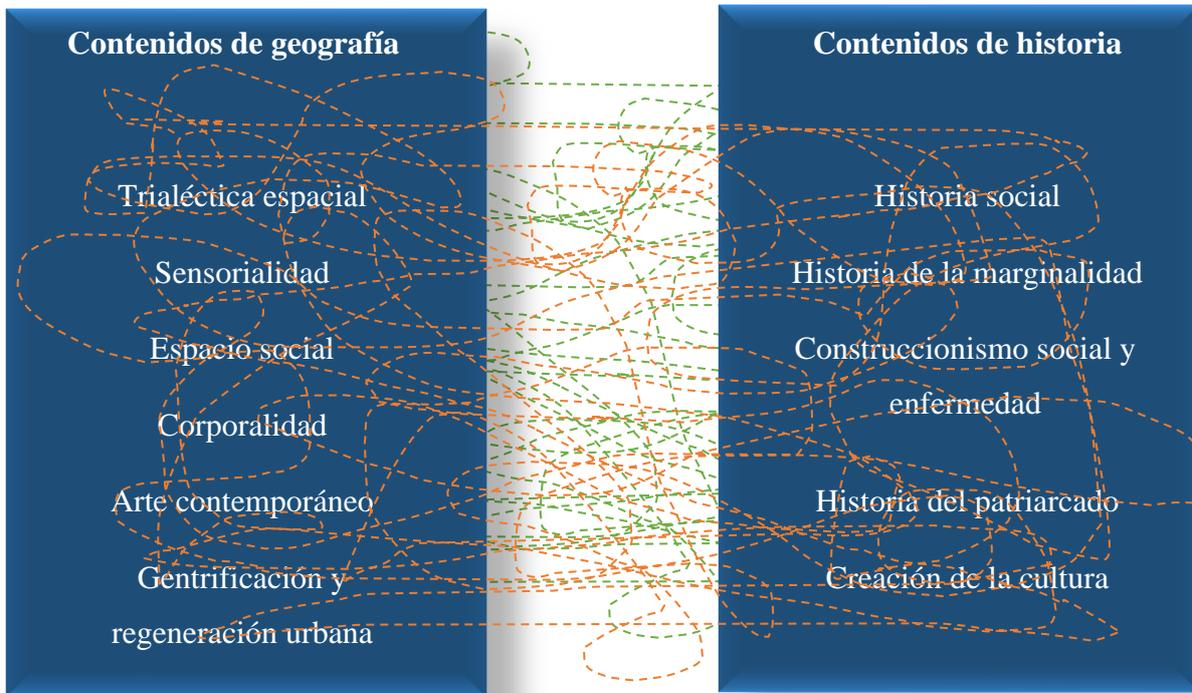 Contenidos de geografía
Trialéctica espacial
Sensorialidad
Espacio social
Corporalidad
Arte contemporáneo
Gentrificación y
regeneración urbana
Contenidos de historia
Historia social
Historia de la marginalidad
Construccionismo social y
enfermedad
Historia del patriarcado
Creación de la cultura